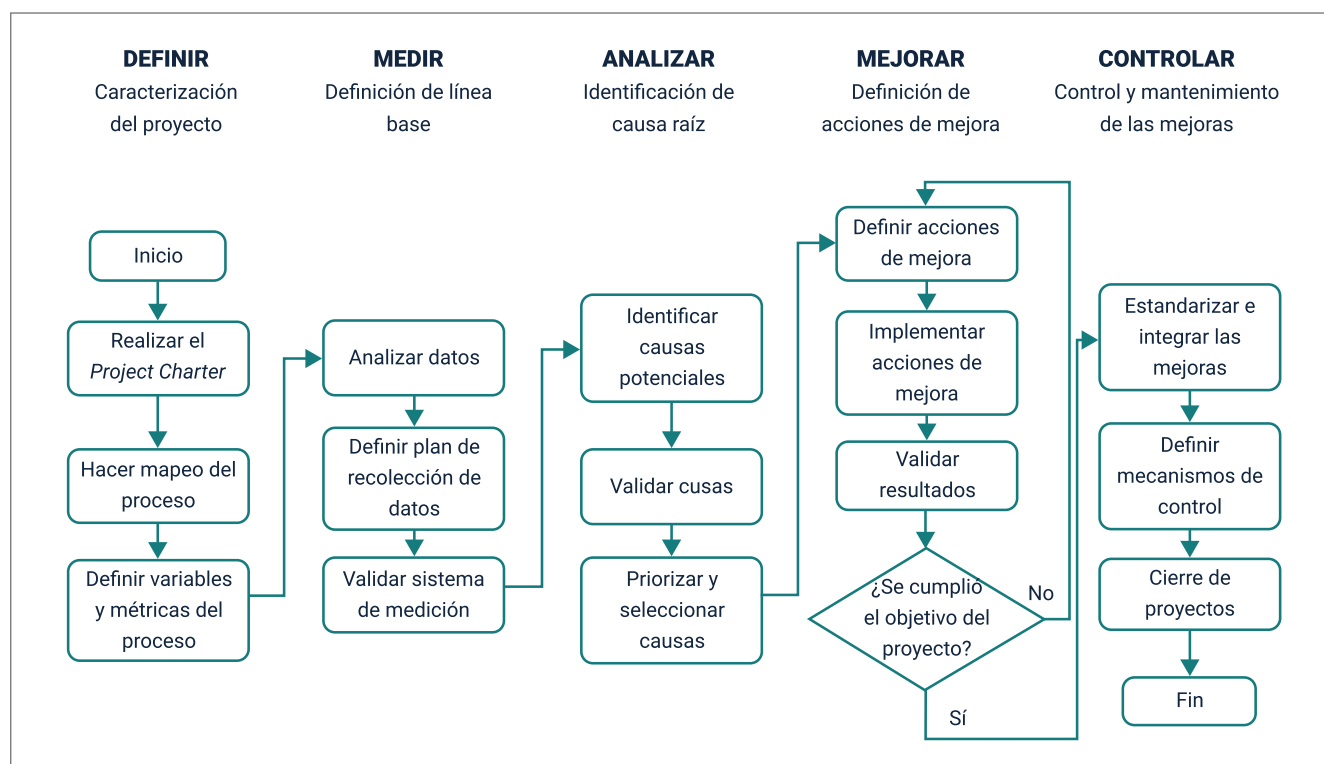 DEFINIR
Caracterización
del proyecto
Inicio
Realizar el
Project Charter
Hacer mapeo del
proceso
Definir variables
y métricas del
proceso
MEDIR
Definición de línea
base
Analizar datos
Definir plan de
recolección de
datos
Validar sistema
de medición
ANALIZAR
Identificación de
causa raíz
Identificar
causas
potenciales
Validar cusas
Priorizar y
seleccionar
causas
MEJORAR
Definición de
acciones de mejora
Definir acciones
de mejora
Implementar
acciones de
mejora
Validar
resultados
¿Se cumplió
el objetivo del
proyecto?
No
Sí
CONTROLAR
Control y mantenimiento
de las mejoras
Estandarizar e
integrar las
mejoras
Definir
mecanismos de
control
Cierre de
proyectos
Fin